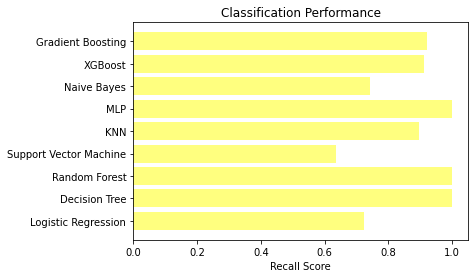 Classification Performance
Gradient Boosting
XGBoost
Naive Bayes
MLP
KNN
Support Vector Machine
Random Forest
Decision Tree
Logistic Regression
0.0 0.2 0.4 0.6 0.8 1.0
Recall Score